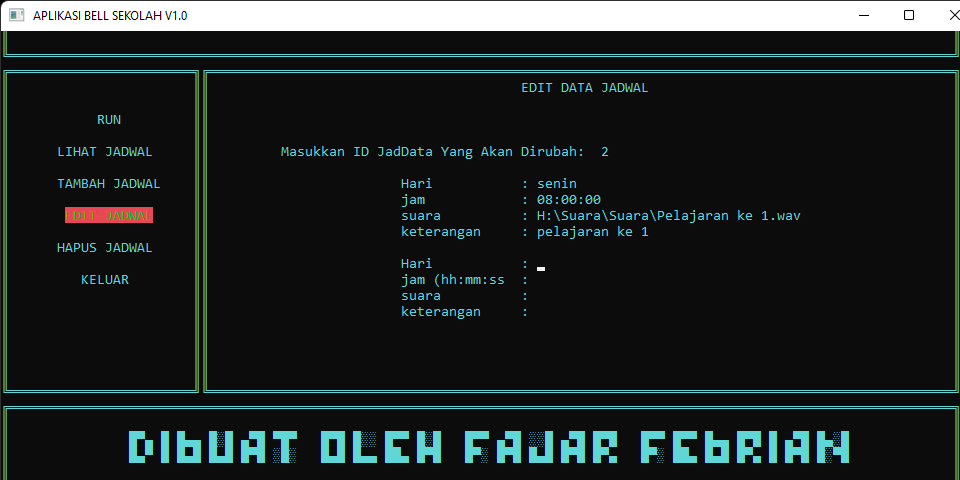 APLIKASI BELL SEKOLAH V1.0
EDIT DATA JADWAL
RUN
LIHAT JADWAL
TAMBAH JADWAL
EDIT JADWAL
HAPUS JADWAL
KELUAR
Masukkan ID JadData Yang Akan Dirubah: 2
Hari : senin
jam : 08:00:00
suara : H:\Suara\Suara\Pelajaran ke 1.wav
keterangan : pelajaran ke 1
Hari :
jam (hh:mm:ss :
suara :
keterangan :
DIbUAT OLEH FAJAR FEbRIAN